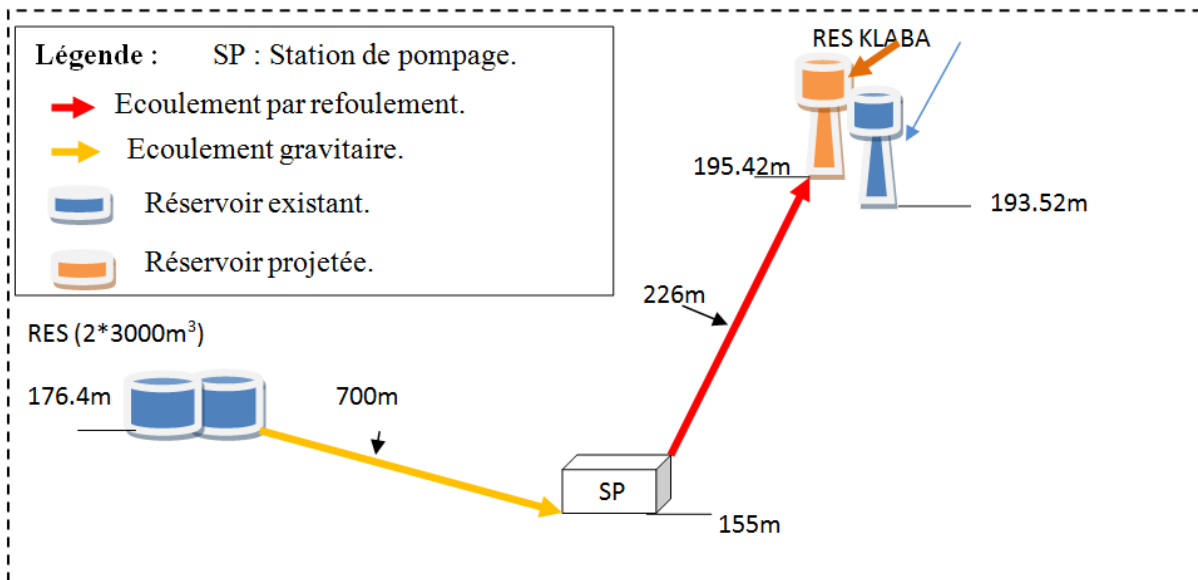 Légende : SP : Station de pompage.
Ecoulement par refoulement.
Ecoulement gravitaire.
Réservoir existant.
Réservoir projetée.
RES KLABA
195.42m
193.52m
226m
RES (2*3000m³)
176.4m
700m
SP
155m